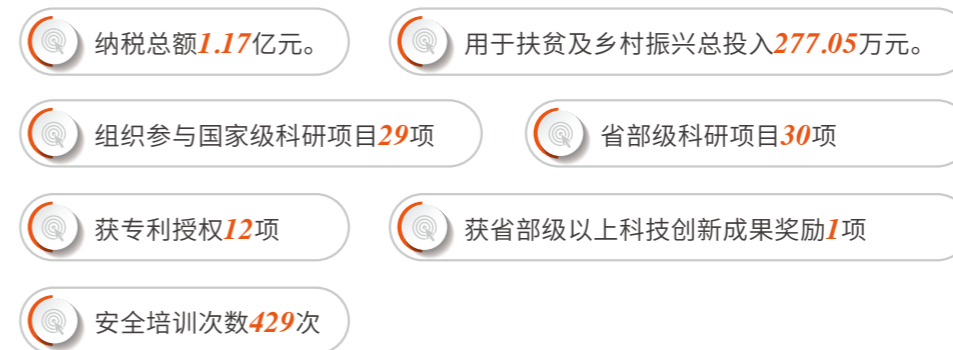 纳税总额1.17亿元。
用于扶贫及乡村振兴总投入277.05万元。
组织参与国家级科研项目29项
省部级科研项目30项
获专利授权12项
获省部级以上科技创新成果奖励1项
安全培训次数429次